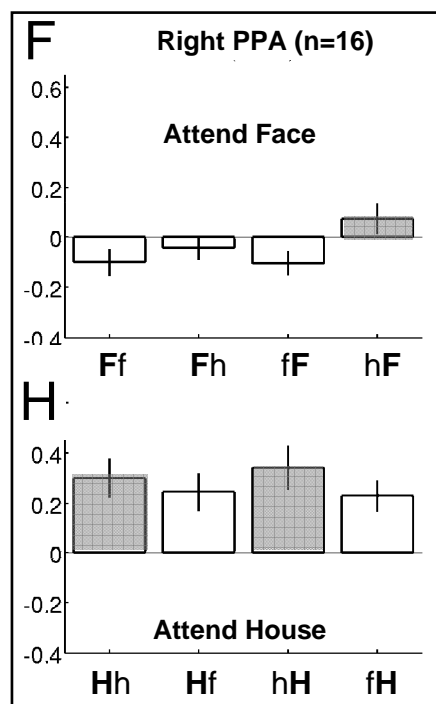 F Right PPA (n=16)
0.6
Attend Face
0.4
0.2
0
-0.2
-0.4
Ff Fh fF hF
H
0.4
0.2
0
-0.2
Attend House
-0.4
Hh Hf hH fH